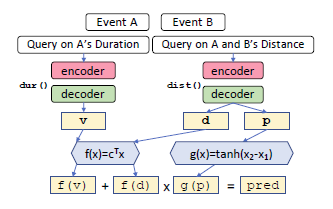 Event A Event B
Query on A's Duration Query on A and B's Distance
encoder encoder
dur() dist()
decoder decoder
v d p
f(x)=cᵀx g(x)=tanh(x₂-x₁)
f(v) + f(d) x g(p) = pred